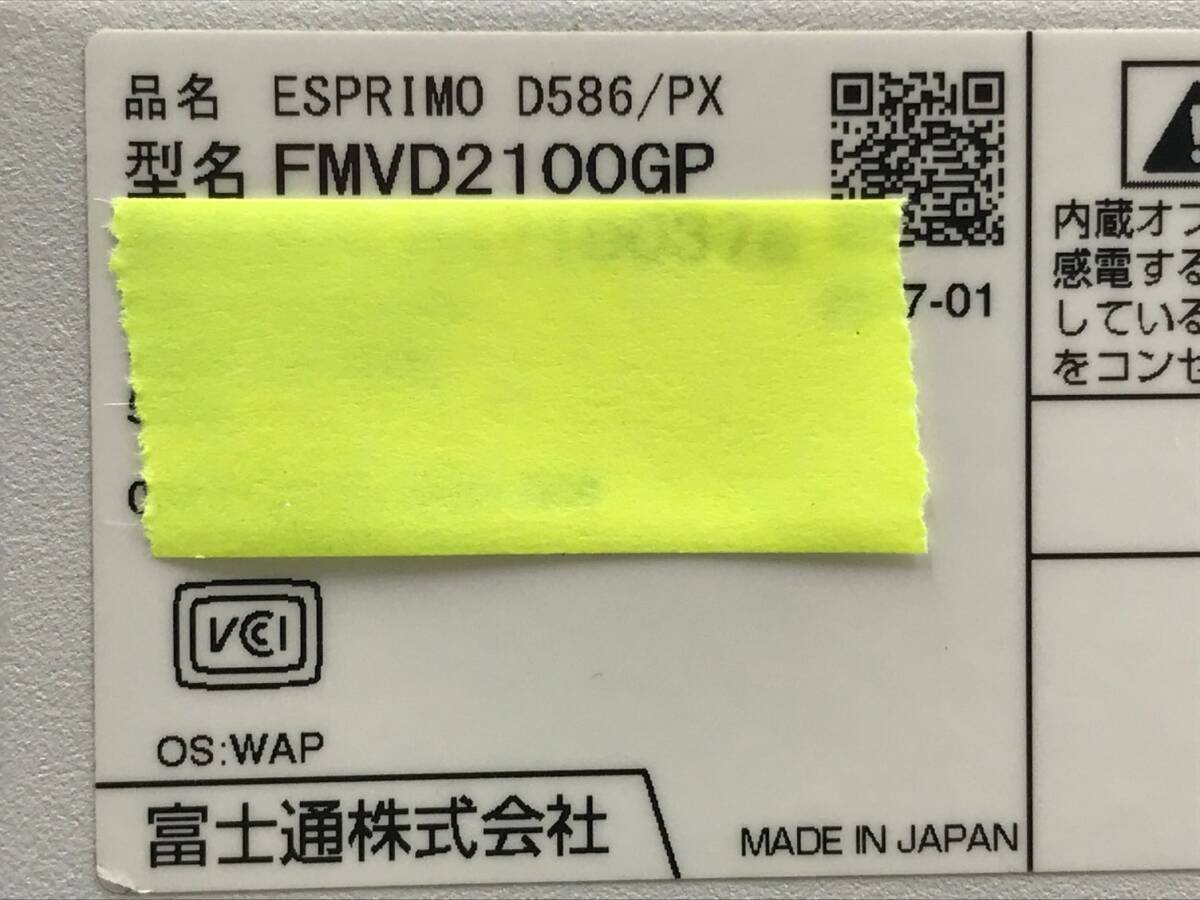 品名 ESPRIMO D586/PX
型名 FMVD2100GP
7-01
VCCI
OS:WAP
富士通株式会社
MADE IN JAPAN
内蔵オプ
感電する
している
をコンセ